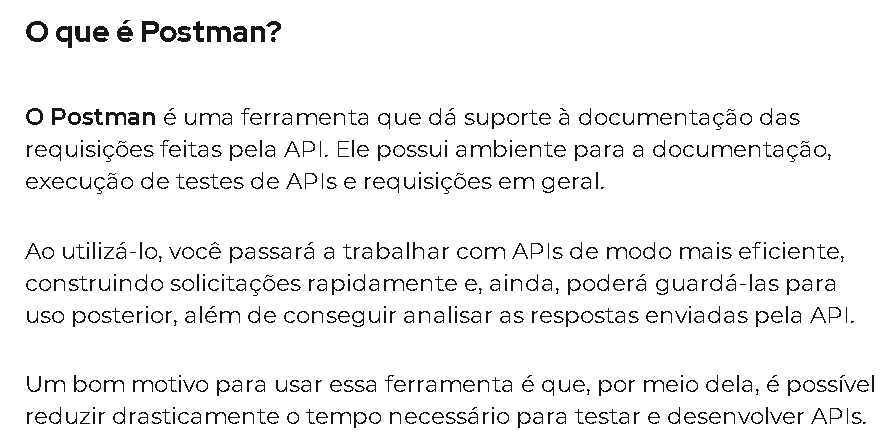 O que é Postman?
O Postman é uma ferramenta que dá suporte à documentação das
requisições feitas pela API. Ele possui ambiente para a documentação,
execução de testes de APIs e requisições em geral.
Ao utilizá-lo, você passará a trabalhar com APIs de modo mais eficiente,
construindo solicitações rapidamente e, ainda, poderá guardá-las para
uso posterior, além de conseguir analisar as respostas enviadas pela API.
Um bom motivo para usar essa ferramenta é que, por meio dela, é possível
reduzir drasticamente o tempo necessário para testar e desenvolver APIs.